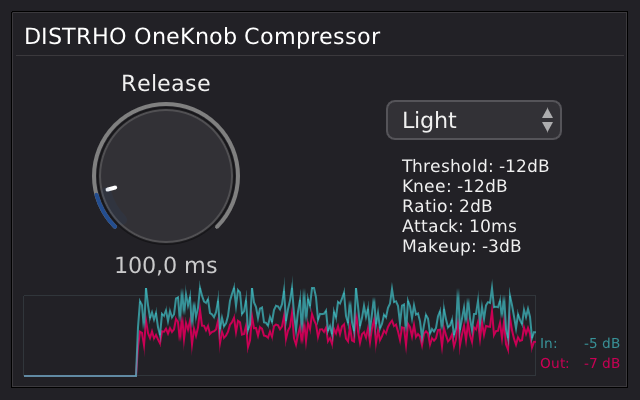 DISTRHO OneKnob Compressor
Release
100,0 ms
Light
Threshold: -12dB
Knee: -12dB
Ratio: 2dB
Attack: 10ms
Makeup: -3dB
In: -5 dB
Out: -7 dB